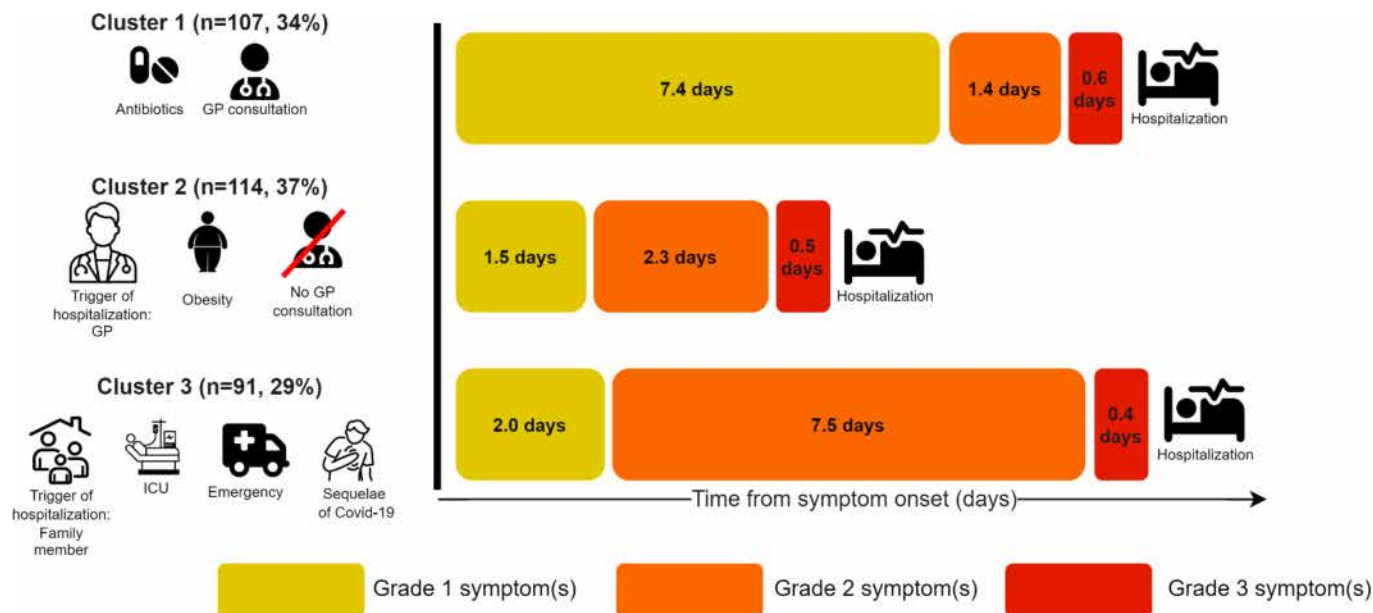 Cluster 1 (n=107, 34%)
Antibiotics
GP consultation
7.4 days
1.4 days
0.6
days
Hospitalization
Cluster 2 (n=114, 37%)
Trigger of
hospitalization:
GP
Obesity
No GP
consultation
1.5 days
2.3 days
0.5
days
Hospitalization
Cluster 3 (n=91, 29%)
Trigger of
hospitalization:
Family
member
ICU
Emergency
Sequelae
of Covid-19
2.0 days
7.5 days
0.4
days
Hospitalization
Time from symptom onset (days)
Grade 1 symptom(s)
Grade 2 symptom(s)
Grade 3 symptom(s)